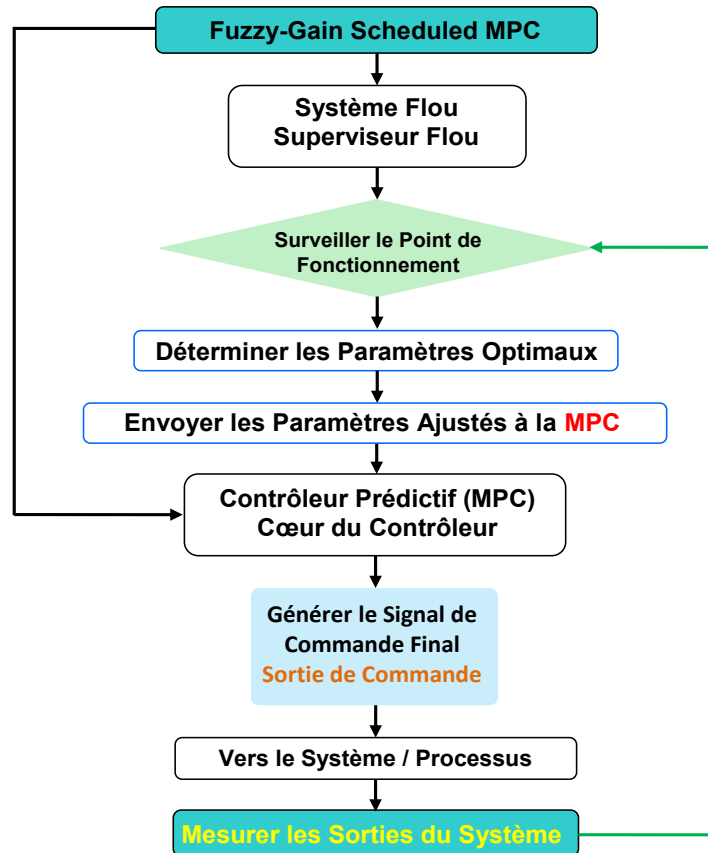 Fuzzy-Gain Scheduled MPC
Système Flou
Superviseur Flou
Surveiller le Point de
Fonctionnement
Déterminer les Paramètres Optimaux
Envoyer les Paramètres Ajustés à la MPC
Contrôleur Prédictif (MPC)
Cœur du Contrôleur
Générer le Signal de
Commande Final
Sortie de Commande
Vers le Système / Processus
Mesurer les Sorties du Système